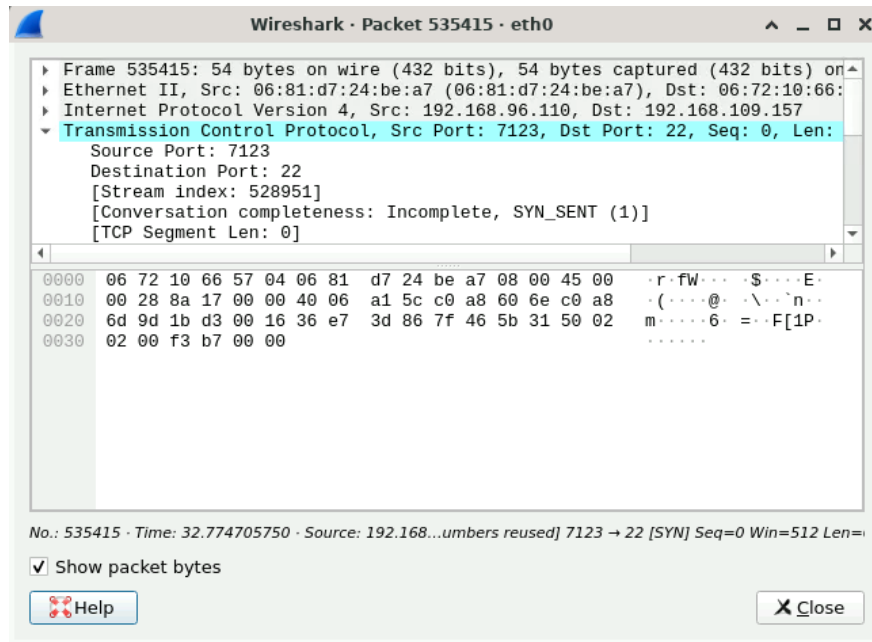 Wireshark · Packet 535415 · eth0
Frame 535415: 54 bytes on wire (432 bits), 54 bytes captured (432 bits) on
Ethernet II, Src: 06:81:d7:24:be:a7 (06:81:d7:24:be:a7), Dst: 06:72:10:66:
Internet Protocol Version 4, Src: 192.168.96.110, Dst: 192.168.109.157
Transmission Control Protocol, Src Port: 7123, Dst Port: 22, Seq: 0, Len:
Source Port: 7123
Destination Port: 22
[Stream index: 528951]
[Conversation completeness: Incomplete, SYN_SENT (1)]
[TCP Segment Len: 0]
0000 06 72 10 66 57 04 06 81 d7 24 be a7 08 00 45 00 ·r·fW··· ·$····E·
0010 00 28 8a 17 00 00 40 06 a1 5c c0 a8 60 6e c0 a8 ·(····@· ·\··`n··
0020 6d 9d 1b d3 00 16 36 e7 3d 86 7f 46 5b 31 50 02 m·····6· =··F[1P·
0030 02 00 f3 b7 00 00 ······
No.: 535415 · Time: 32.774705750 · Source: 192.168...umbers reused] 7123 → 22 [SYN] Seq=0 Win=512 Len=
Show packet bytes
Help
Close